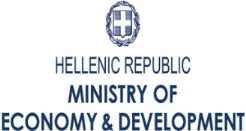 HELLENIC REPUBLIC
MINISTRY OF
ECONOMY & DEVELOPMENT